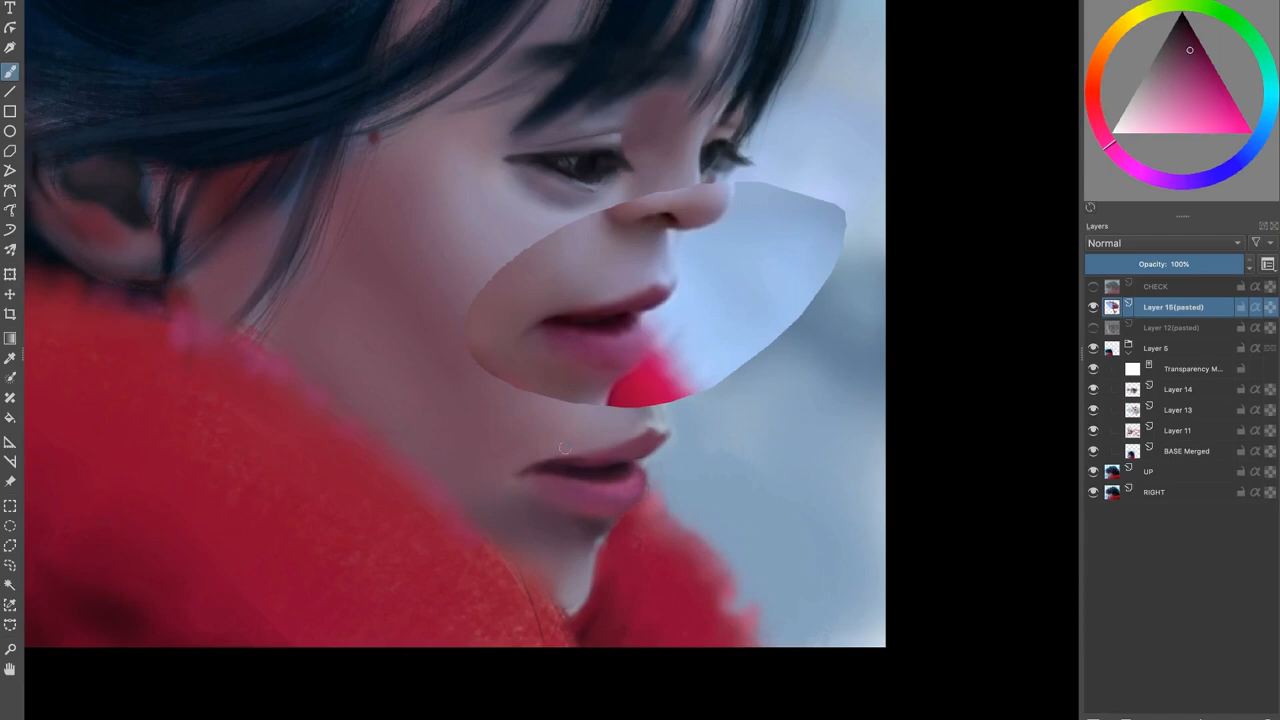 Layers
Normal
Opacity: 100%
CHECK
Layer 15(pasted)
Layer 12(pasted)
Layer 5
Transparency M...
Layer 14
Layer 13
Layer 11
BASE Merged
UP
RIGHT